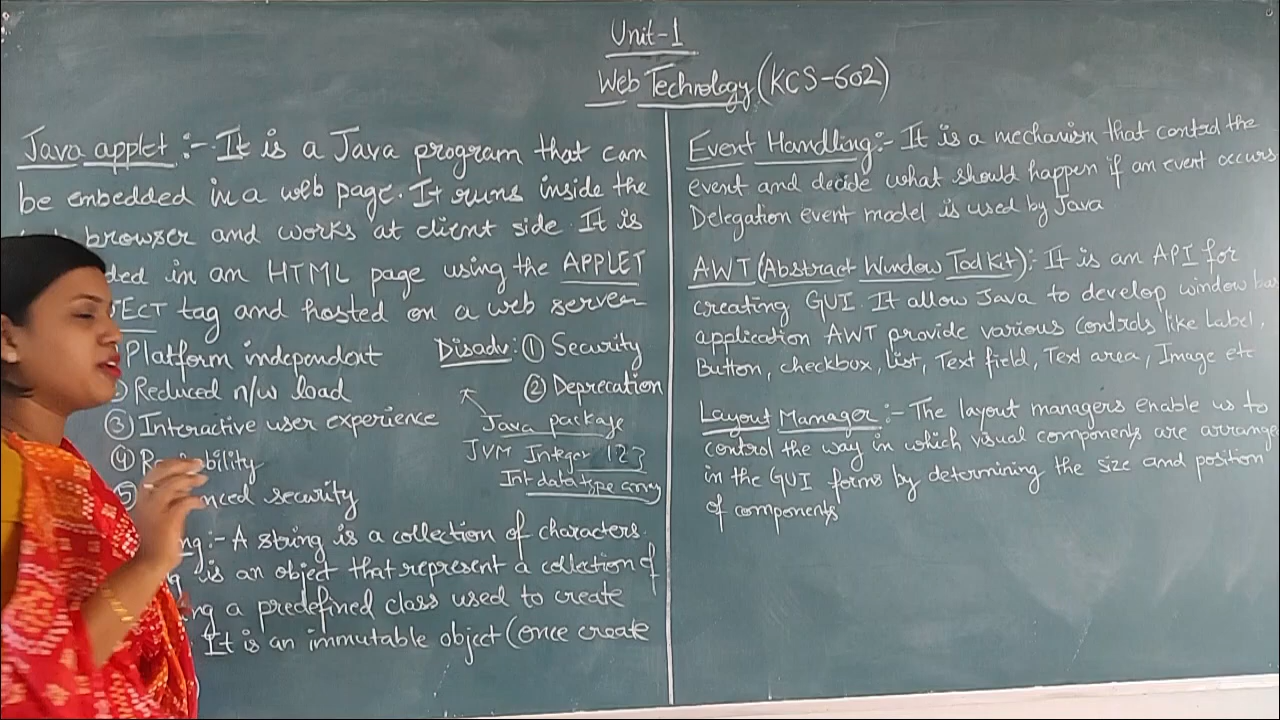 Unit-1
Web Technology (KCS-602)
Java applet :- It is a Java program that can
be embedded in a web page. It runs inside the
browser and works at client side. It is
in an HTML page using the APPLET
tag and hosted on a web server
Platform independent
Disadv: ① Security
Reduced n/w load
② Deprecation
③ Interactive user experience
Java package
④
JVM Integer 123
⑤ security
Int data type array
:- A string is a collection of characters.
is an object that represent a collection of
a predefined class used to create
It is an immutable object (once create
Event Handling:- It is a mechanism that control the
event and decide what should happen if an event occurs
Delegation event model is used by Java
AWT (Abstract Window Tool Kit): It is an API for
creating GUI. It allow Java to develop window
application AWT provide various controls like Label,
Button, checkbox, list, Text field, Text area, Image etc
Layout Manager:- The layout managers enable us to
control the way in which visual components are arrange
in the GUI forms by determining the size and position
of components